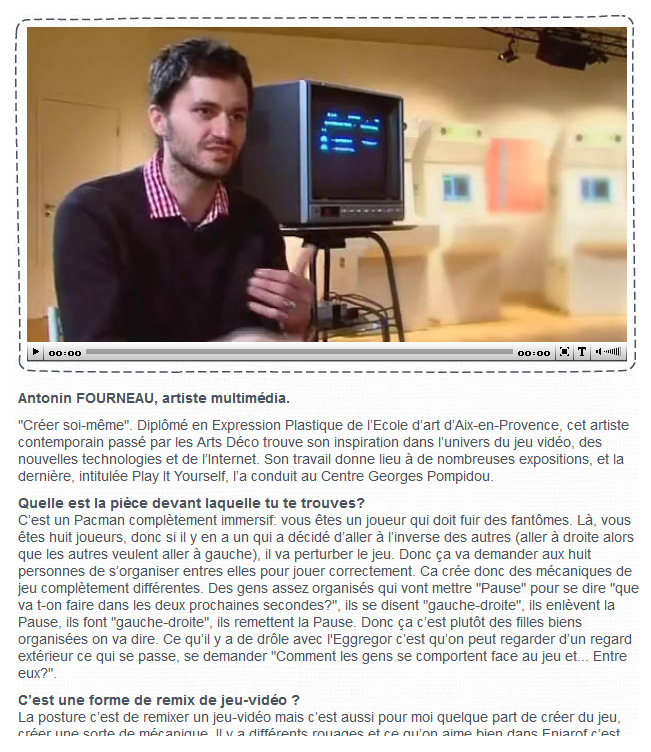 00:00
00:00
T
Antonin FOURNEAU, artiste multimédia.
"Créer soi-même". Diplômé en Expression Plastique de l’Ecole d’art d’Aix-en-Provence, cet artiste
contemporain passé par les Arts Déco trouve son inspiration dans l’univers du jeu vidéo, des
nouvelles technologies et de l’Internet. Son travail donne lieu à de nombreuses expositions, et la
dernière, intitulée Play It Yourself, l’a conduit au Centre Georges Pompidou.
Quelle est la pièce devant laquelle tu te trouves?
C’est un Pacman complètement immersif: vous êtes un joueur qui doit fuir des fantômes. Là, vous
êtes huit joueurs, donc si il y en a un qui a décidé d’aller à l’inverse des autres (aller à droite alors
que les autres veulent aller à gauche), il va perturber le jeu. Donc ça va demander aux huit
personnes de s’organiser entres elles pour jouer correctement. Ca crée donc des mécaniques de
jeu complètement différentes. Des gens assez organisés qui vont mettre "Pause" pour se dire "que
va t-on faire dans les deux prochaines secondes?", ils se disent "gauche-droite", ils enlèvent la
Pause, ils font "gauche-droite", ils remettent la Pause. Donc ça c’est plutôt des filles biens
organisées on va dire. Ce qu’il y a de drôle avec l'Eggregor c’est qu’on peut regarder d’un regard
extérieur ce qui se passe, se demander "Comment les gens se comportent face au jeu et... Entre
eux?".
C’est une forme de remix de jeu-vidéo ?
La posture c’est de remixer un jeu-vidéo mais c’est aussi pour moi quelque part de créer du jeu,
créer une sorte de mécanique. Il y a différents rouages et ce qu’on aime bien dans Eniarof c’est